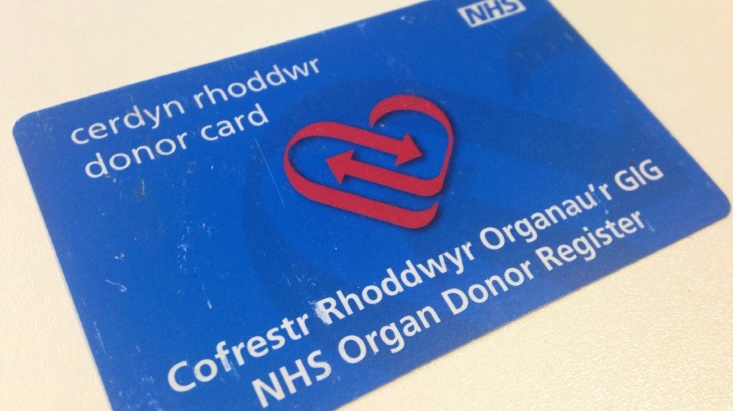 NHS
cerdyn rhoddwr
donor card
Cofrestr Rhoddwyr Organau'r GIG
NHS Organ Donor Register